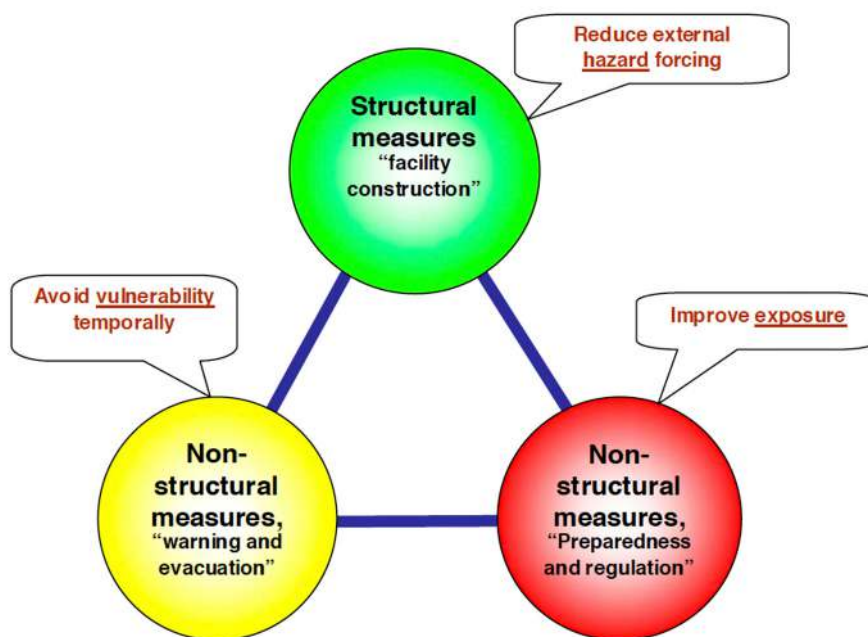 Reduce external
hazard forcing
Structural
measures
“facility
construction”
Avoid vulnerability
temporally
Improve exposure
Non-
structural
measures,
“warning and
evacuation”
Non-
structural
measures,
“Preparedness
and regulation”